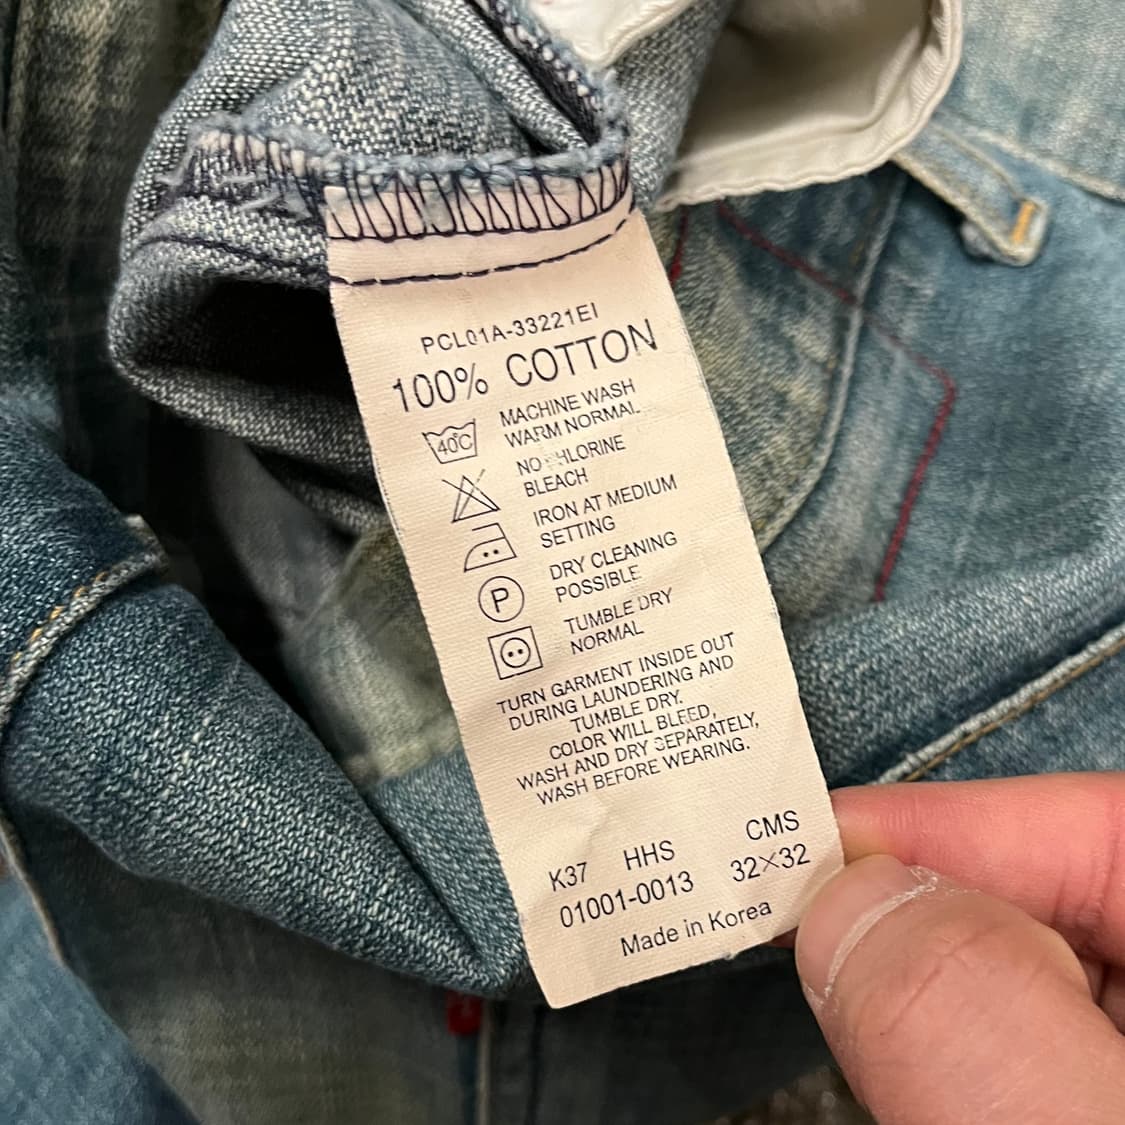 PCL01A-33221EI
100% COTTON
40°C MACHINE WASH
WARM NORMAL
NO CHLORINE
BLEACH
IRON AT MEDIUM
SETTING
P DRY CLEANING
POSSIBLE
TUMBLE DRY
NORMAL
TURN GARMENT INSIDE OUT
DURING LAUNDERING AND
TUMBLE DRY.
COLOR WILL BLEED,
WASH AND DRY SEPARATELY,
WASH BEFORE WEARING.
K37 HHS CMS
01001-0013 32×32
Made in Korea